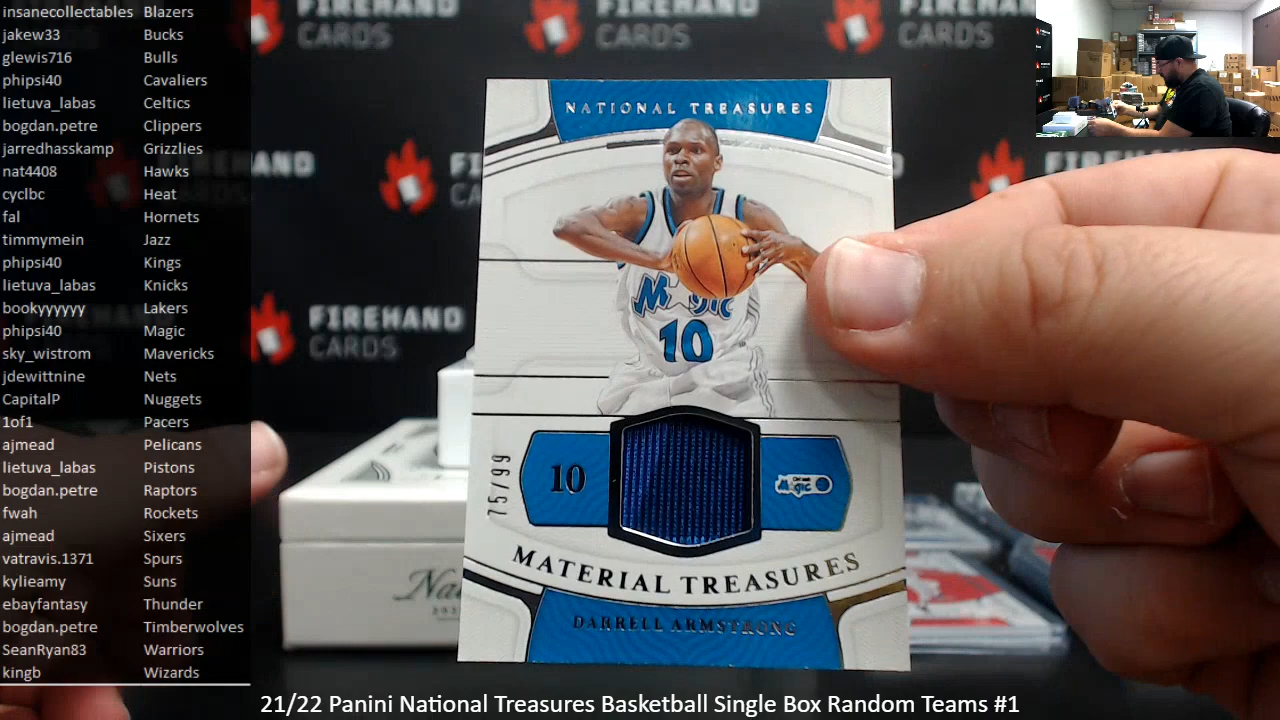 insanecollectables Blazers
jakew33 Bucks
glewis716 Bulls
phipsi40 Cavaliers
lietuva_labas Celtics
bogdan.petre Clippers
jarredhasskamp Grizzlies
nat4408 Hawks
cyclbc Heat
fal Hornets
timmymein Jazz
phipsi40 Kings
lietuva_labas Knicks
bookyyyyyy Lakers
phipsi40 Magic
sky_wistrom Mavericks
jdewittnine Nets
CapitalP Nuggets
1of1 Pacers
ajmead Pelicans
lietuva_labas Pistons
bogdan.petre Raptors
fwah Rockets
ajmead Sixers
vatravis.1371 Spurs
kylieamy Suns
ebayfantasy Thunder
bogdan.petre Timberwolves
SeanRyan83 Warriors
kingb Wizards
FIREHAND
CARDS
FIREHAND
CARDS
FIREHAND
CARDS
FIREHAND
CARDS
NATIONAL TREASURES
Magic
10
75/99
10
Magic
MATERIAL TREASURES
DARRELL ARMSTRONG
21/22 Panini National Treasures Basketball Single Box Random Teams #1